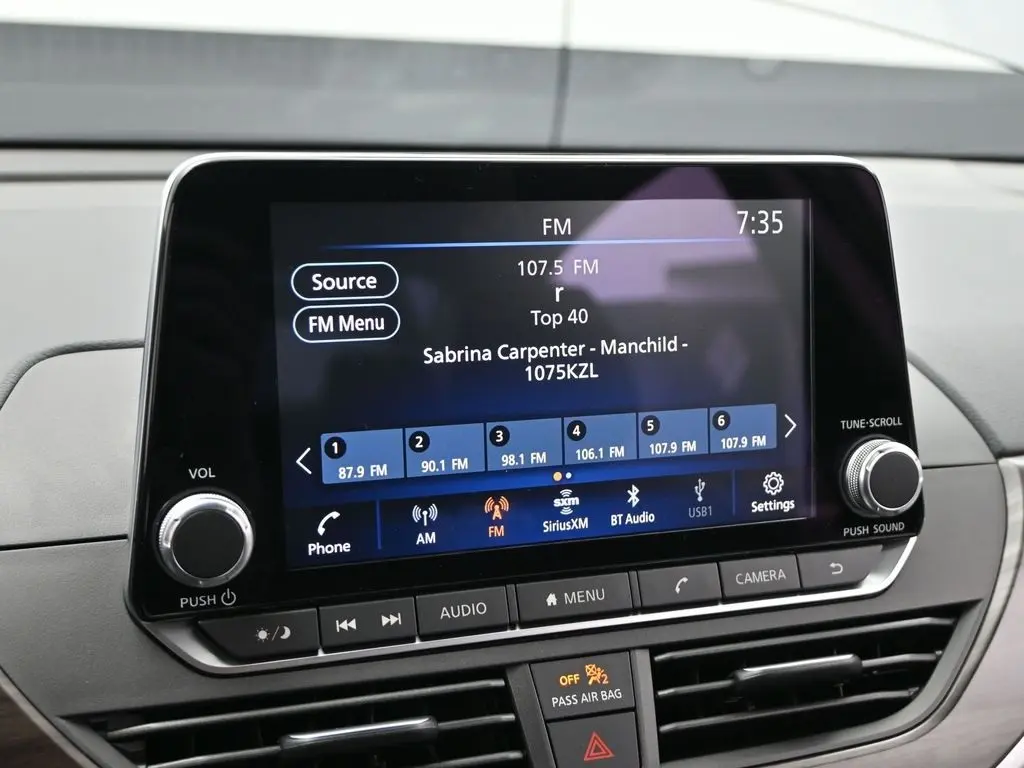 FM
7:35
Source
107.5 FM
r
FM Menu
Top 40
Sabrina Carpenter - Manchild -
1075KZL
1
87.9 FM
2
90.1 FM
3
98.1 FM
4
106.1 FM
5
107.9 FM
6
107.9 FM
Phone
AM
FM
sxm
SiriusXM
BT Audio
USB1
Settings
VOL
PUSH
TUNE·SCROLL
PUSH SOUND
AUDIO
MENU
CAMERA
OFF
2
PASS AIR BAG